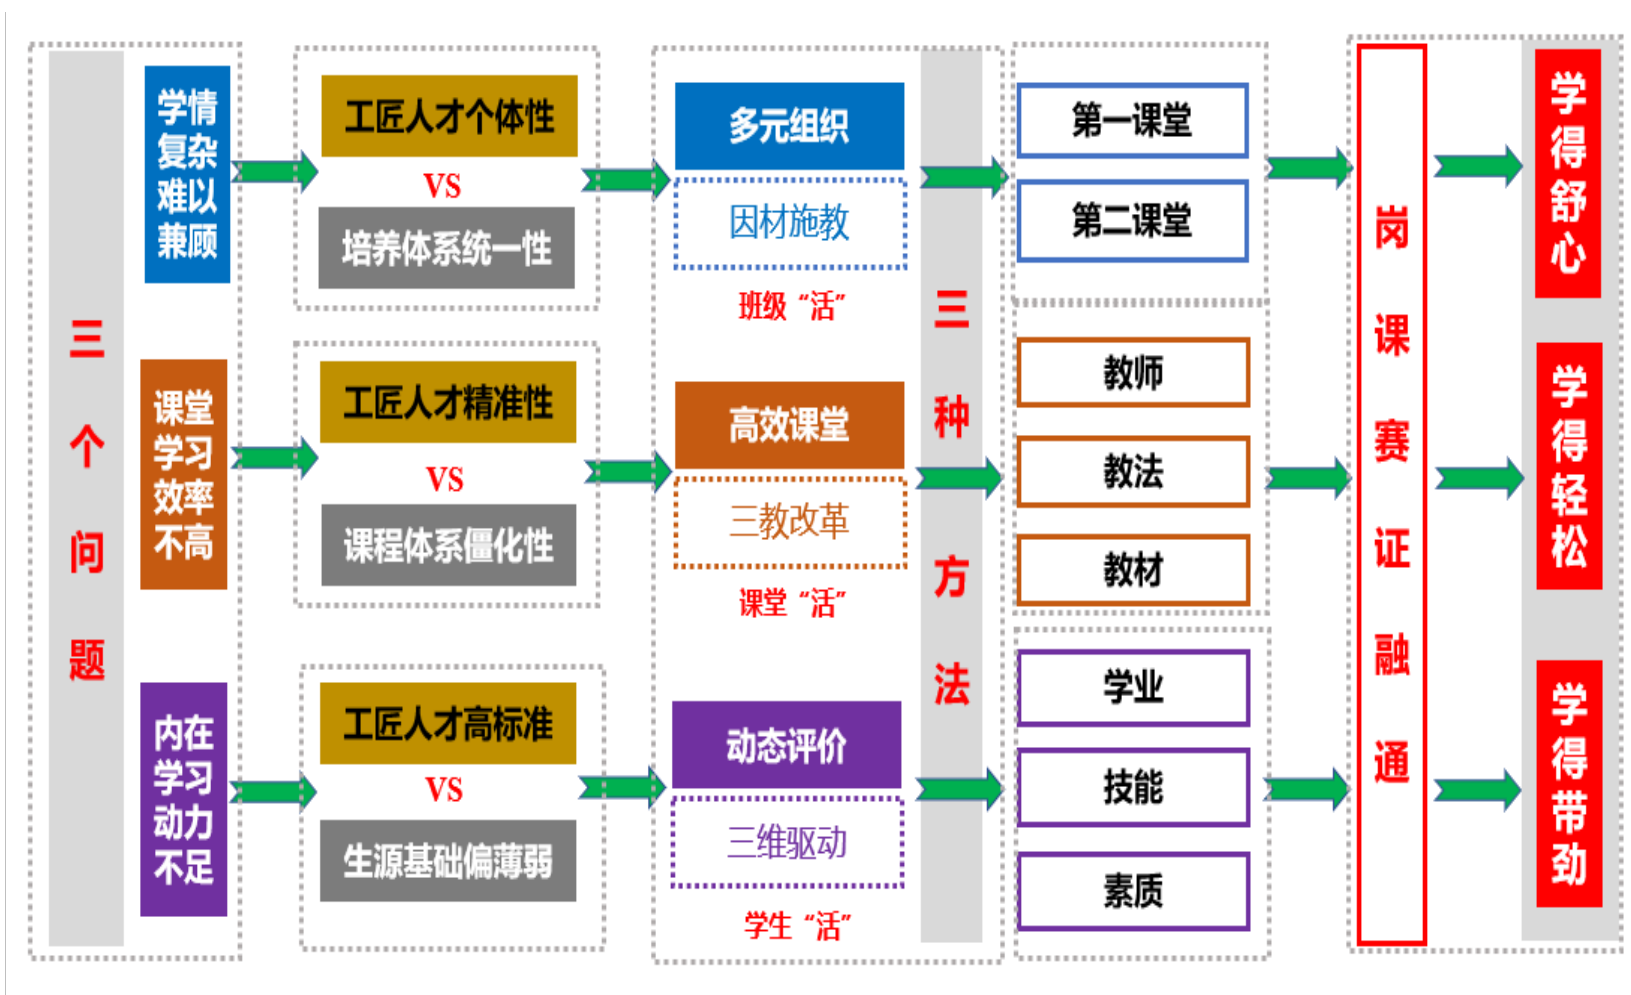 三个问题
学情
复杂
难以
兼顾
工匠人才个体性
VS
培养体系统一性
多元组织
因材施教
班级“活”
第一课堂
第二课堂
课堂
学习
效率
不高
工匠人才精准性
VS
课程体系僵化性
高效课堂
三教改革
课堂“活”
教师
教法
教材
内在
学习
动力
不足
工匠人才高标准
VS
生源基础偏薄弱
动态评价
三维驱动
学生“活”
三种方法
学业
技能
素质
岗课赛证融通
学得舒心
学得轻松
学得带劲